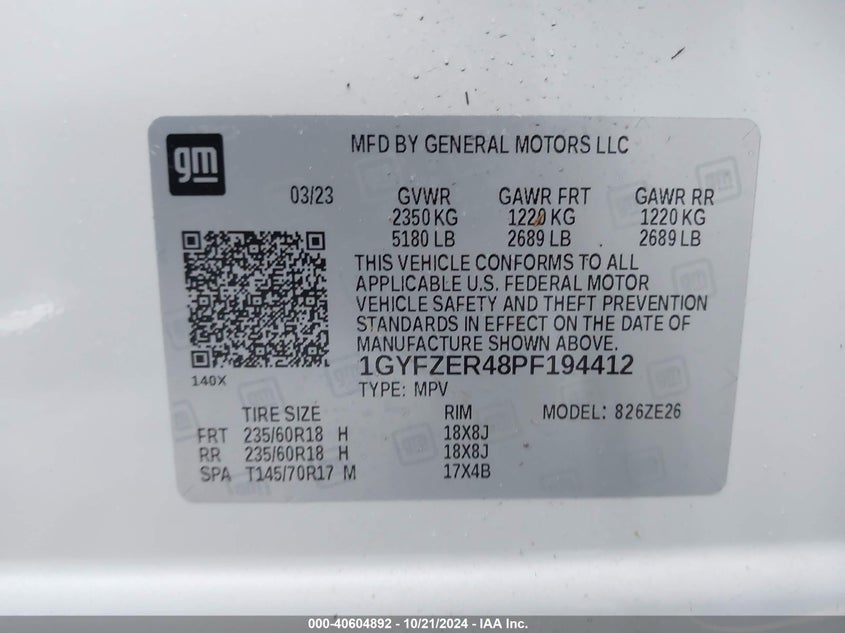 gm
MFD BY GENERAL MOTORS LLC
03/23 GVWR GAWR FRT GAWR RR
2350 KG 1220 KG 1220 KG
5180 LB 2689 LB 2689 LB
THIS VEHICLE CONFORMS TO ALL
APPLICABLE U.S. FEDERAL MOTOR
VEHICLE SAFETY AND THEFT PREVENTION
STANDARDS IN EFFECT ON THE DATE OF
MANUFACTURE SHOWN ABOVE.
140X
1GYFZER48PF194412
TYPE: MPV
TIRE SIZE RIM MODEL: 826ZE26
FRT 235/60R18 H 18X8J
RR 235/60R18 H 18X8J
SPA T145/70R17 M 17X4B
000-40604892 - 10/21/2024 - IAA Inc.